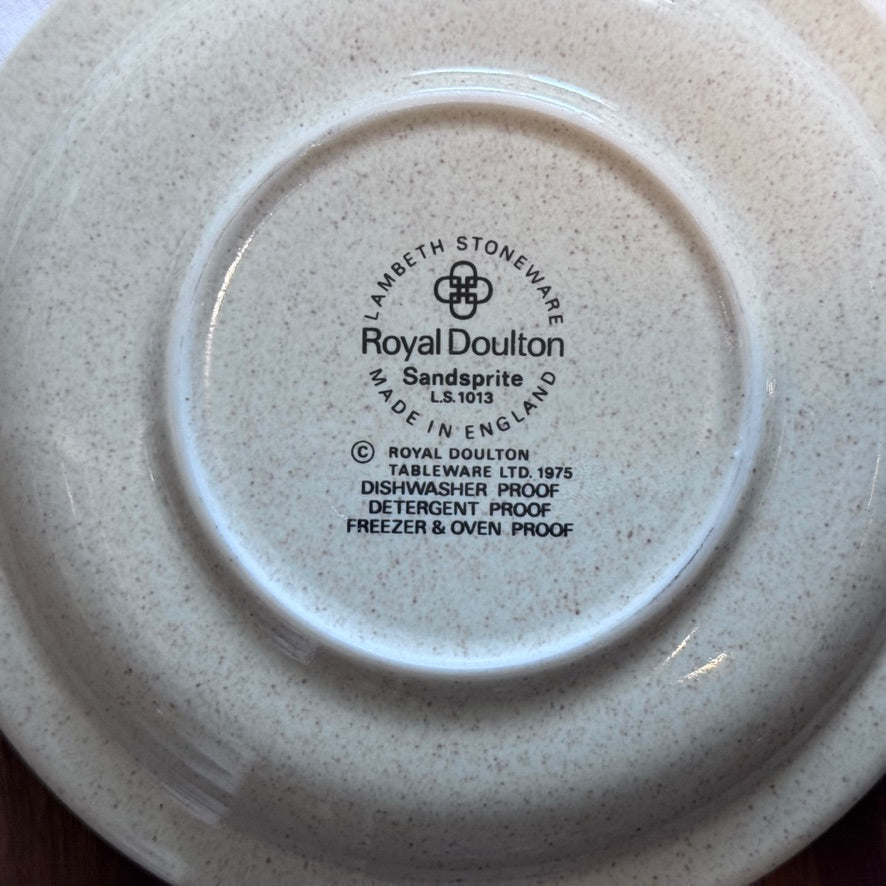 LAMBETH STONEWARE
Royal Doulton
Sandsprite
L.S.1013
MADE IN ENGLAND
© ROYAL DOULTON
TABLEWARE LTD. 1975
DISHWASHER PROOF
DETERGENT PROOF
FREEZER & OVEN PROOF